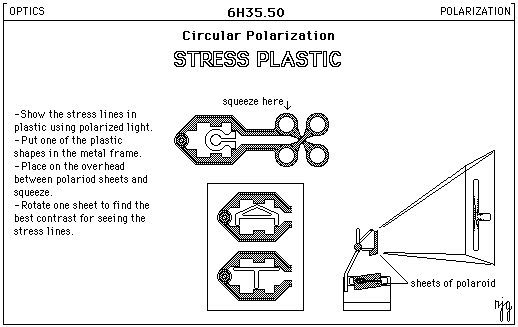 OPTICS
6H35.50
POLARIZATION
Circular Polarization
STRESS PLASTIC
squeeze here
-Show the stress lines in
plastic using polarized light.
-Put one of the plastic
shapes in the metal frame.
-Place on the overhead
between polariod sheets and
squeeze.
-Rotate one sheet to find the
best contrast for seeing the
stress lines.
sheets of polaroid
njg